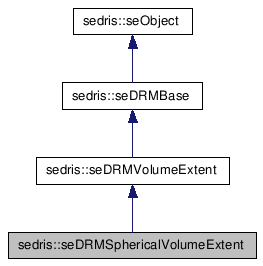 sedris::seObject
sedris::seDRMBase
sedris::seDRMVolumeExtent
sedris::seDRMSphericalVolumeExtent